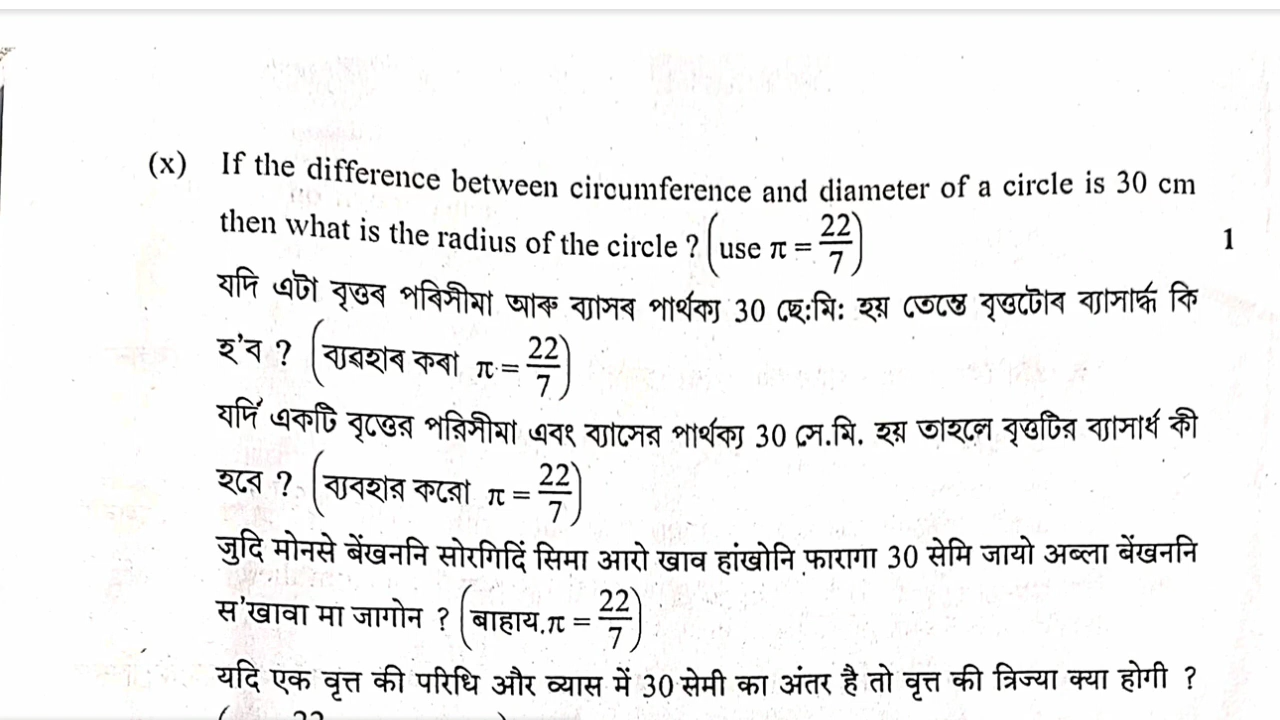 (x) If the difference between circumference and diameter of a circle is 30 cm
then what is the radius of the circle ? (use π = 22/7) 1
যদি এটা বৃত্তৰ পৰিসীমা আৰু ব্যাসৰ পাৰ্থক্য 30 ছে:মি: হয় তেন্তে বৃত্তটোৰ ব্যাসাৰ্দ্ধ কি
হ'ব ? (ব্যৱহাৰ কৰা π = 22/7)
যদি একটি বৃত্তের পরিসীমা এবং ব্যাসের পার্থক্য 30 সে.মি. হয় তাহলে বৃত্তটির ব্যাসার্ধ কী
হবে ? (ব্যবহার করো π = 22/7)
जुदि मोनसे बेंखननि सोरगिदिं सिमा आरो खाव हांखोनि फारागा 30 सेमि जायो अब्ला बेंखननि
स'खावा मा जागोन ? (बाहाय π = 22/7)
यदि एक वृत्त की परिधि और व्यास में 30 सेमी का अंतर है तो वृत्त की त्रिज्या क्या होगी ?